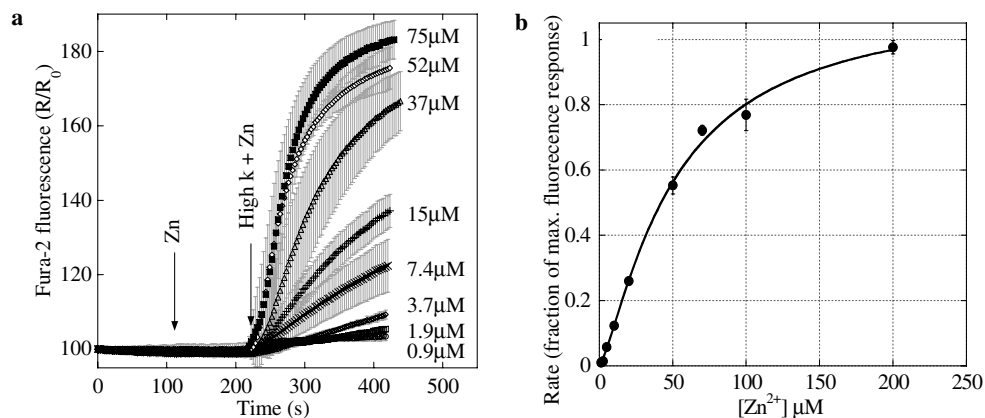 a
Fura-2 fluorescence (R/R0)
180
160
140
120
100
Zn
High k + Zn
75µM
52µM
37µM
15µM
7.4µM
3.7µM
1.9µM
0.9µM
0 100 200 300 400 500
Time (s)
b
Rate (fraction of max. fluorecence response)
1
0.8
0.6
0.4
0.2
0
0 50 100 150 200 250
[Zn2+] µM